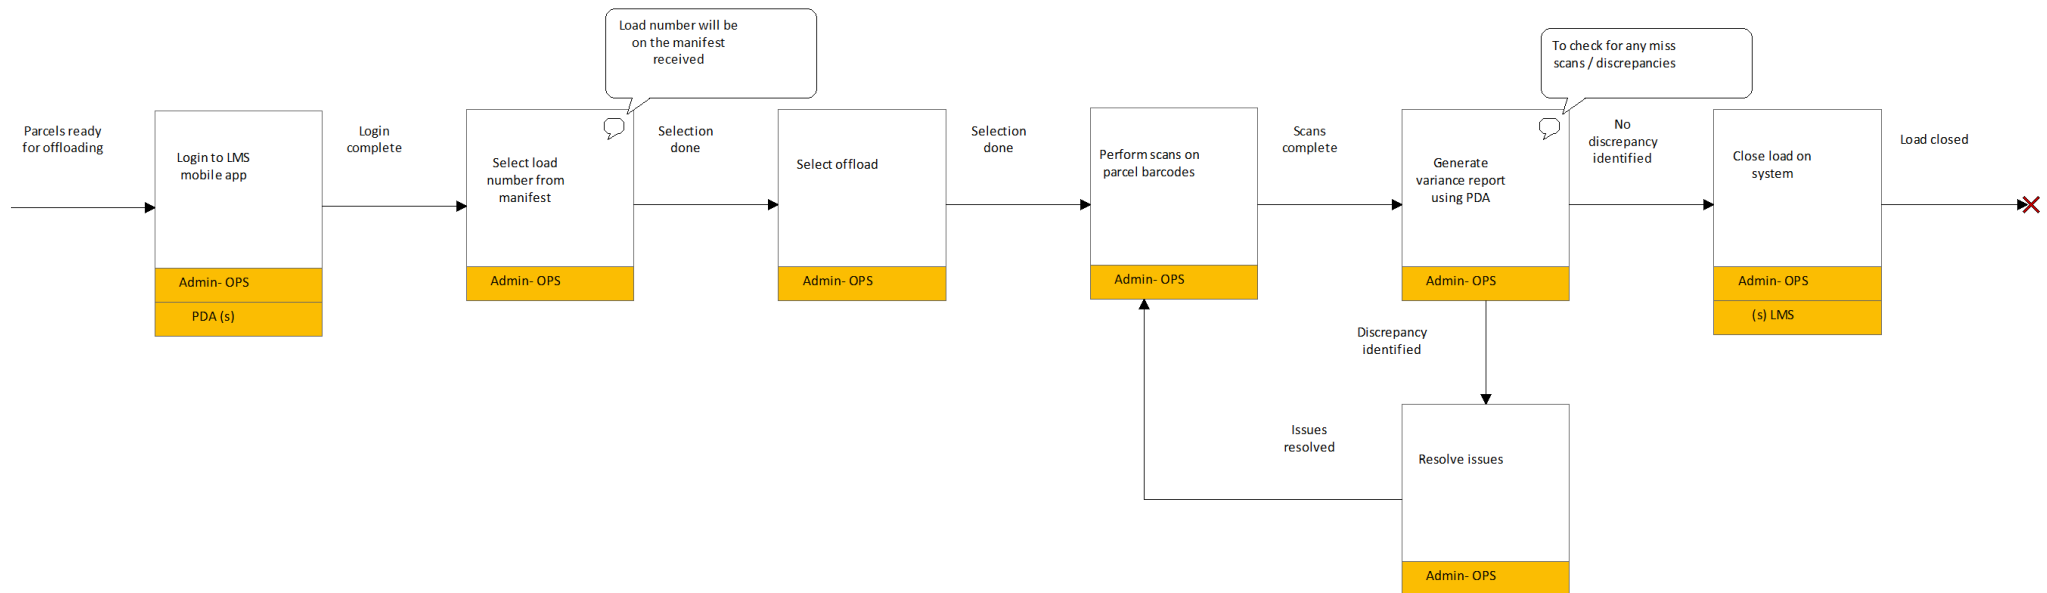 Load number will be
on the manifest
received
To check for any miss
scans / discrepancies
Parcels ready
for offloading
Login to LMS
mobile app
Admin- OPS
PDA (s)
Login
complete
Select load
number from
manifest
Admin- OPS
Selection
done
Select offload
Admin- OPS
Selection
done
Perform scans on
parcel barcodes
Admin- OPS
Scans
complete
Generate
variance report
using PDA
Admin- OPS
No
discrepancy
identified
Close load on
system
Admin- OPS
(s) LMS
Load closed
Discrepancy
identified
Issues
resolved
Resolve issues
Admin- OPS